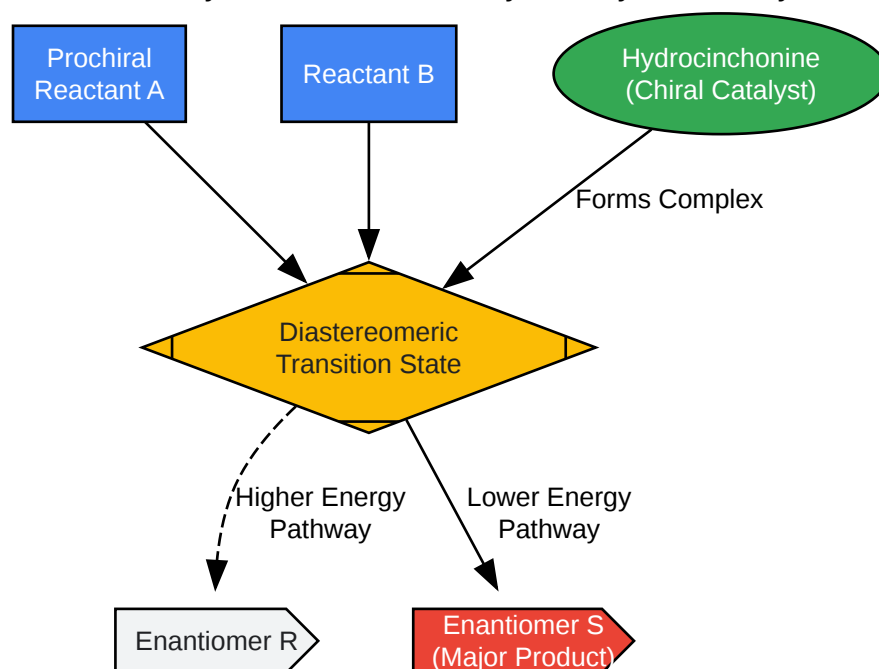 Prochiral
Reactant A
Reactant B
Hydrocinchonine
(Chiral Catalyst)
Forms Complex
Diastereomeric
Transition State
Higher Energy
Pathway
Lower Energy
Pathway
Enantiomer R
Enantiomer S
(Major Product)